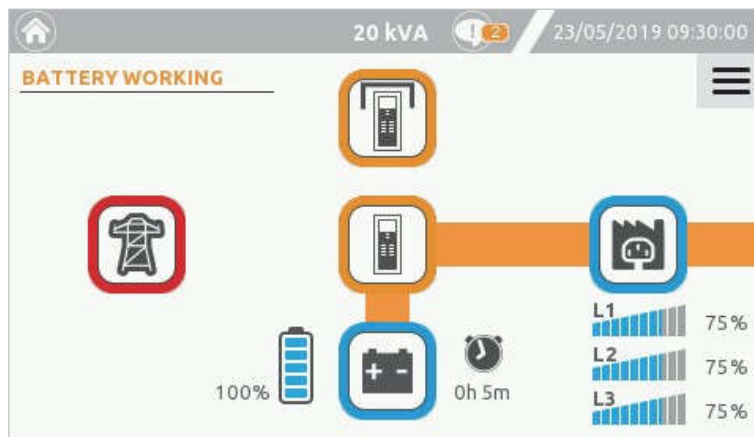 20 kVA
2
23/05/2019 09:30:00
BATTERY WORKING
L1
75%
L2
75%
L3
75%
100%
0h 5m